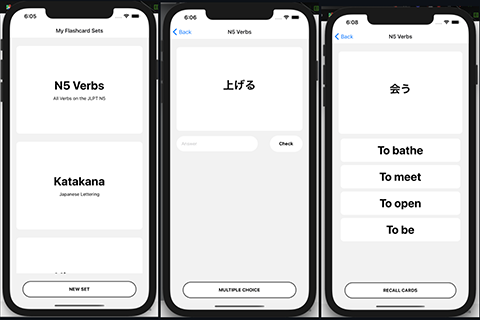 6:05
My Flashcard Sets
N5 Verbs
All Verbs on the JLPT N5
Katakana
Japanese Lettering
NEW SET
6:06
Back
N5 Verbs
上げる
Answer
Check
MULTIPLE CHOICE
6:08
Back
N5 Verbs
会う
To bathe
To meet
To open
To be
RECALL CARDS